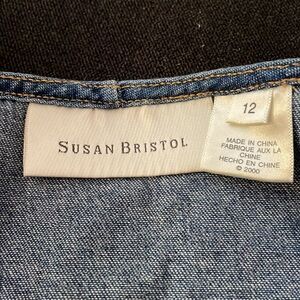 SUSAN BRISTOL
12
MADE IN CHINA
FABRIQUE AUX LA
CHINE
HECHO EN CHINE
© 2000